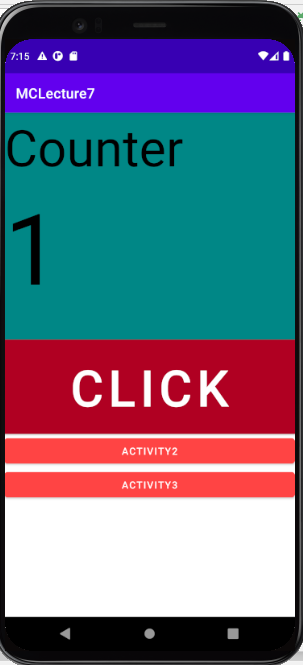 7:15
MCLecture7
Counter
1
CLICK
ACTIVITY2
ACTIVITY3